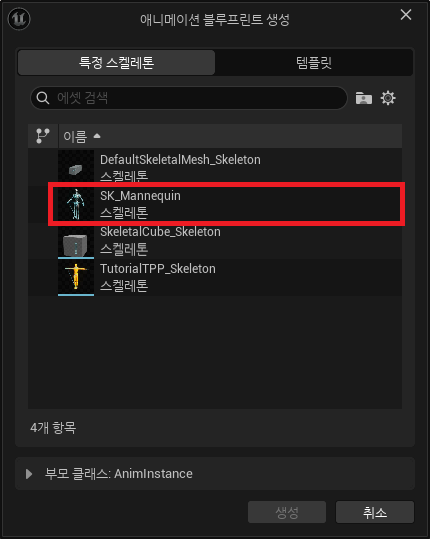 애니메이션 블루프린트 생성
특정 스켈레톤
템플릿
에셋 검색
이름
DefaultSkeletalMesh_Skeleton
스켈레톤
SK_Mannequin
스켈레톤
SkeletalCube_Skeleton
스켈레톤
TutorialTPP_Skeleton
스켈레톤
4개 항목
부모 클래스: AnimInstance
생성
취소